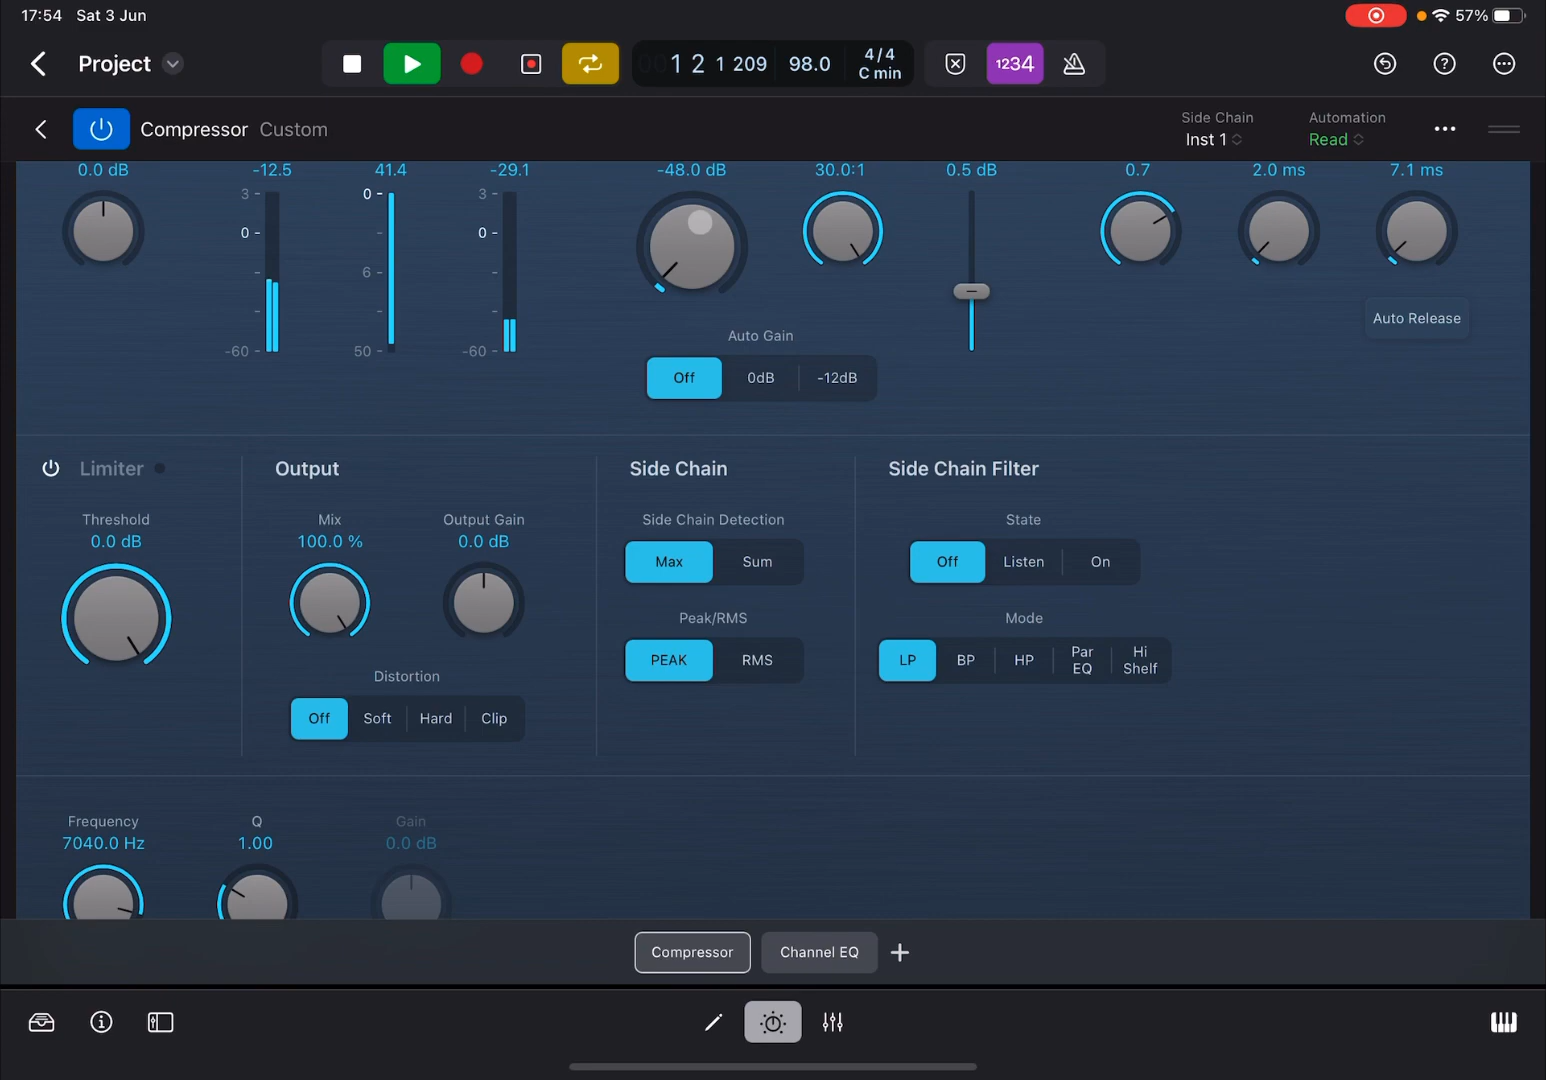 17:54 Sat 3 Jun
57%
Project
001 2 1 209
98.0
4/4
C min
1234
Compressor Custom
Side Chain
Inst 1
Automation
Read
0.0 dB
-12.5
41.4
-29.1
-48.0 dB
30.0:1
0.5 dB
0.7
2.0 ms
7.1 ms
3
0
-60
0
6
50
3
0
-60
Auto Release
Auto Gain
Off
0dB
-12dB
Limiter
Output
Side Chain
Side Chain Filter
Threshold
0.0 dB
Mix
100.0 %
Output Gain
0.0 dB
Side Chain Detection
Max
Sum
State
Off
Listen
On
Peak/RMS
PEAK
RMS
Mode
LP
BP
HP
Par
EQ
Hi
Shelf
Distortion
Off
Soft
Hard
Clip
Frequency
7040.0 Hz
Q
1.00
Gain
0.0 dB
Compressor
Channel EQ